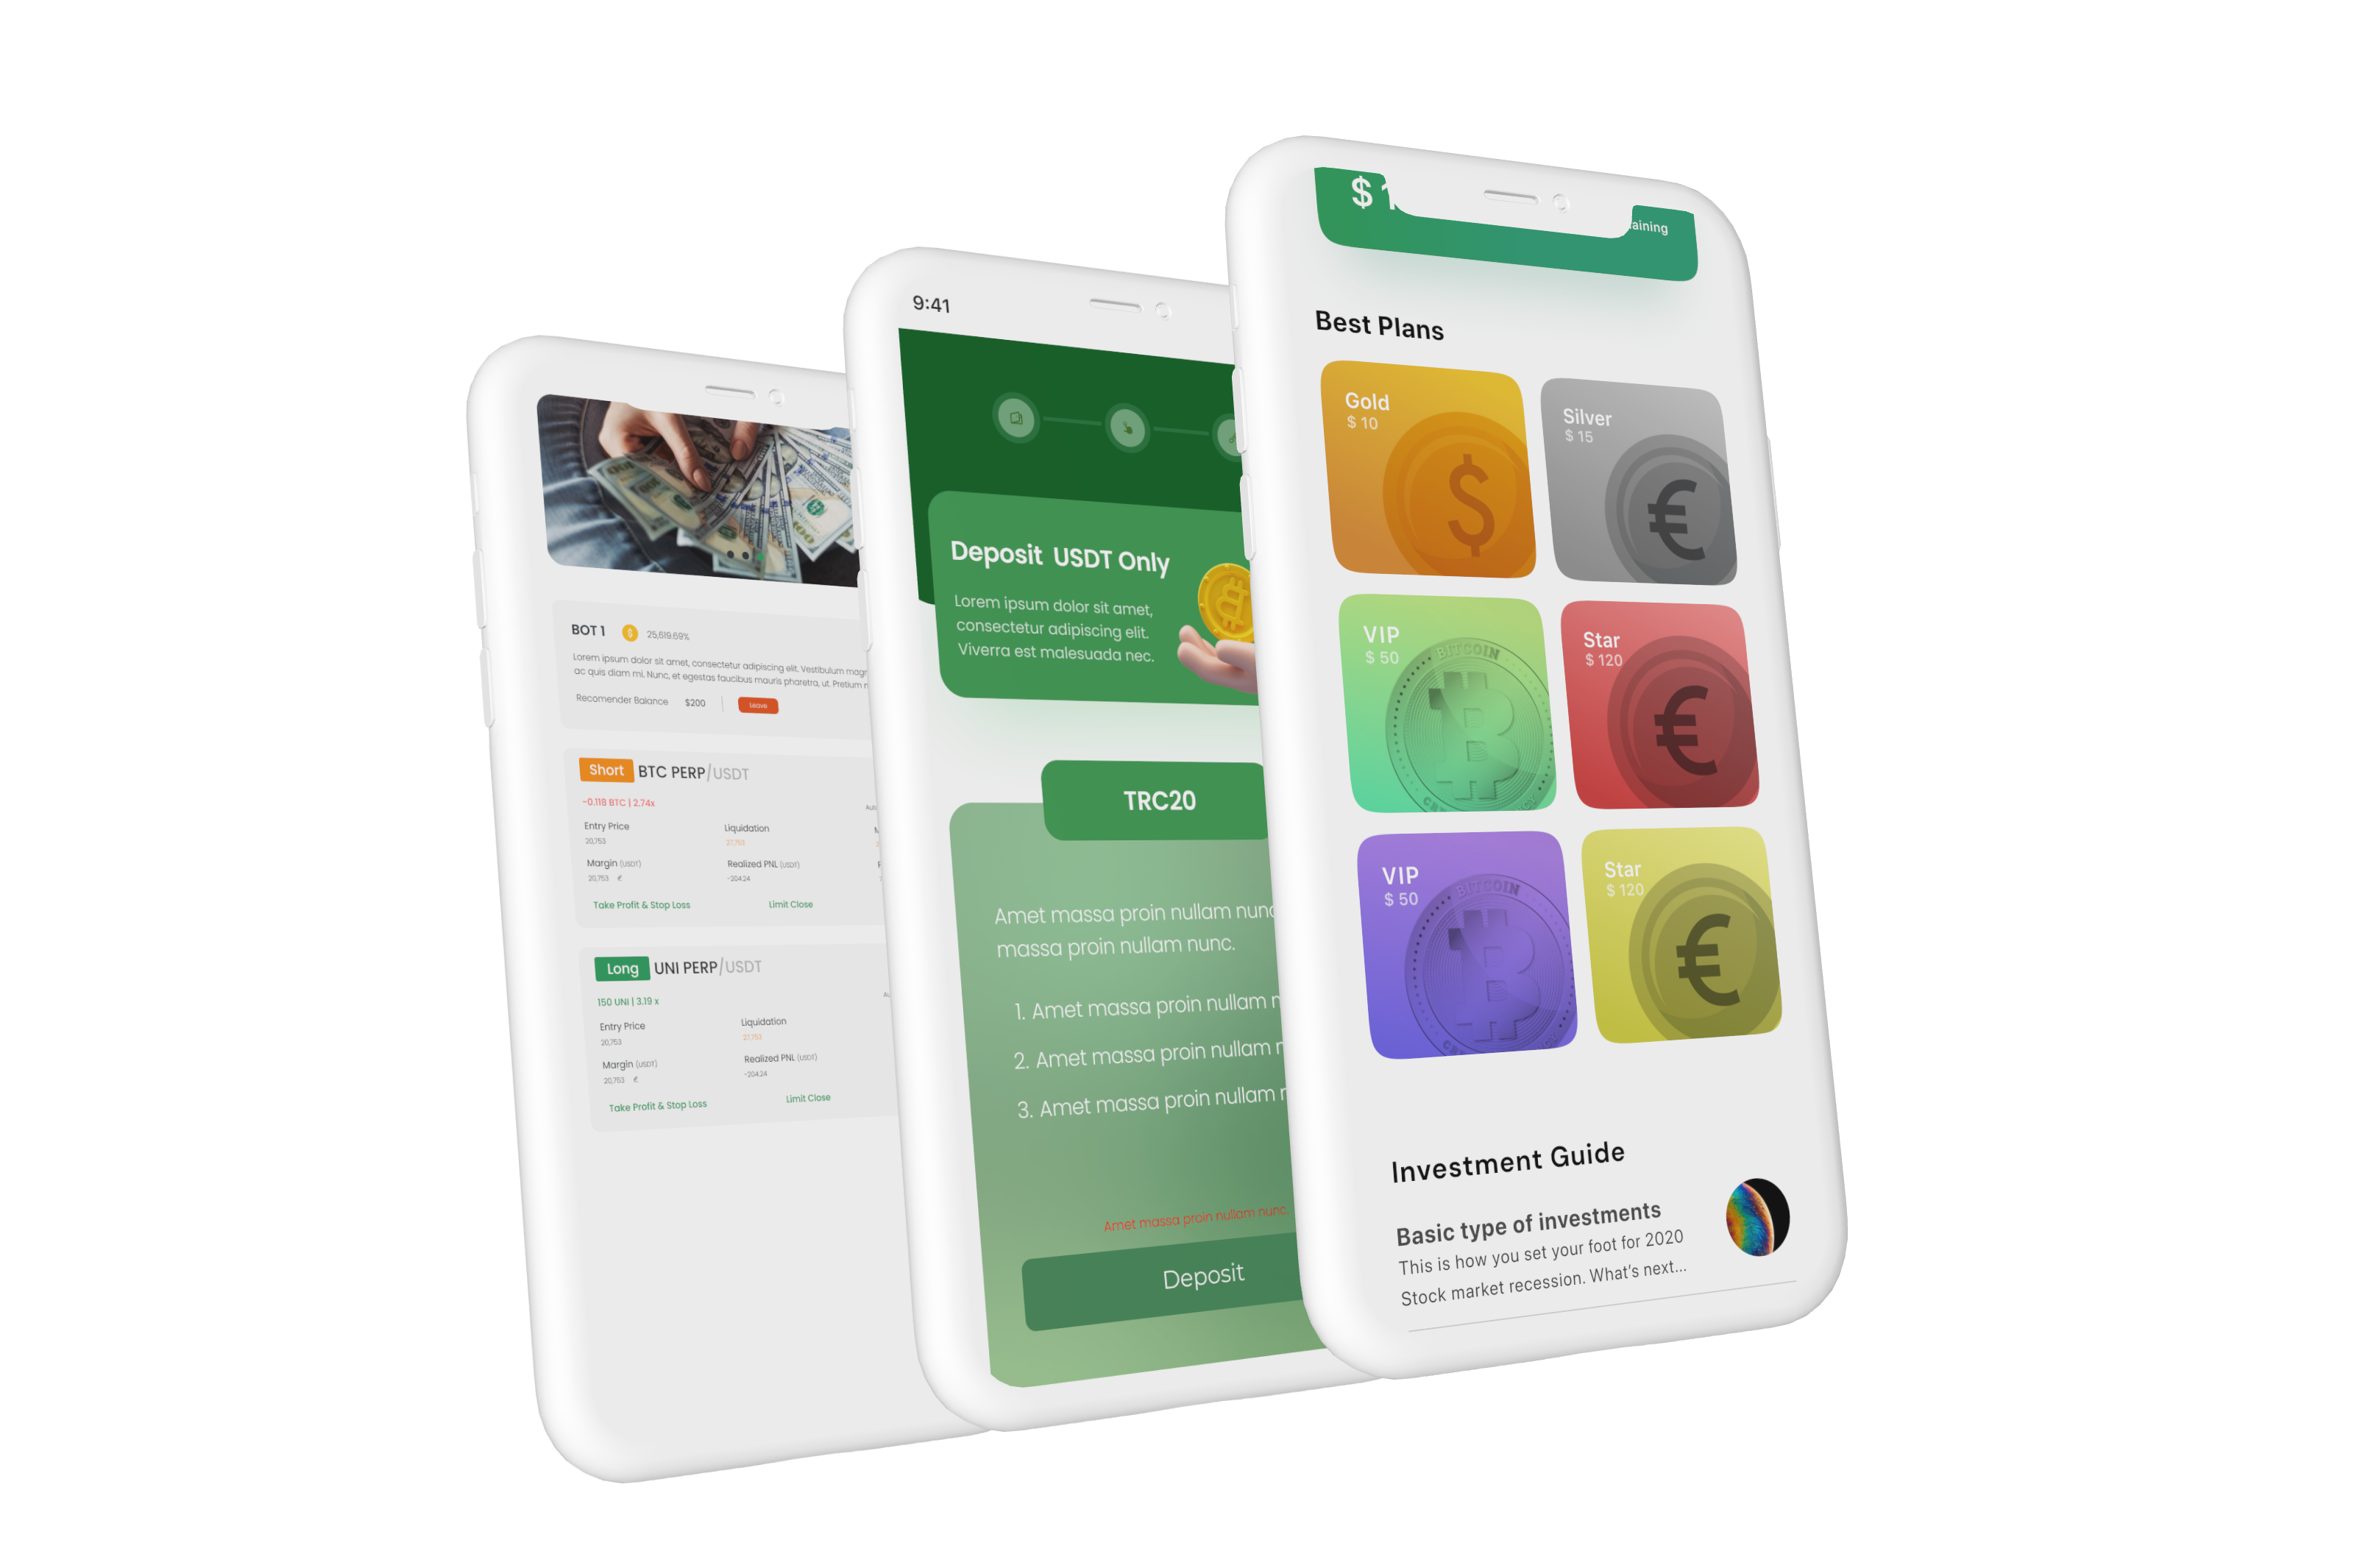 BOT 1 25,619.69%
Lorem ipsum dolor sit amet, consectetur adipiscing elit. Vestibulum
ac quis diam mi. Nunc, et egestas faucibus mauris pharetra, ut. Pretium
Recomender Balance $200 Leave
Short BTC PERP/USDT
-0.118 BTC | 2.74x
Entry Price Liquidation
20,753 27,763
Margin (USDT) Realized PNL (USDT)
20,753 € -204.24
Take Profit & Stop Loss Limit Close
Long UNI PERP/USDT
150 UNI | 3.19 x
Entry Price Liquidation
20,753 27,753
Margin (USDT) Realized PNL (USDT)
20,753 € -204.24
Take Profit & Stop Loss Limit Close
9:41
Deposit USDT Only
Lorem ipsum dolor sit amet,
consectetur adipiscing elit.
Viverra est malesuada nec.
TRC20
Amet massa proin nullam nunc
massa proin nullam nunc.
1. Amet massa proin nullam
2. Amet massa proin nullam
3. Amet massa proin nullam
Amet massa proin nullam nunc.
Deposit
$ 1
aining
Best Plans
Gold
$ 10
Silver
$ 15
VIP
$ 50
BITCOIN
Star
$ 120
VIP
$ 50
BITCOIN
Star
$ 120
Investment Guide
Basic type of investments
This is how you set your foot for 2020
Stock market recession. What's next...